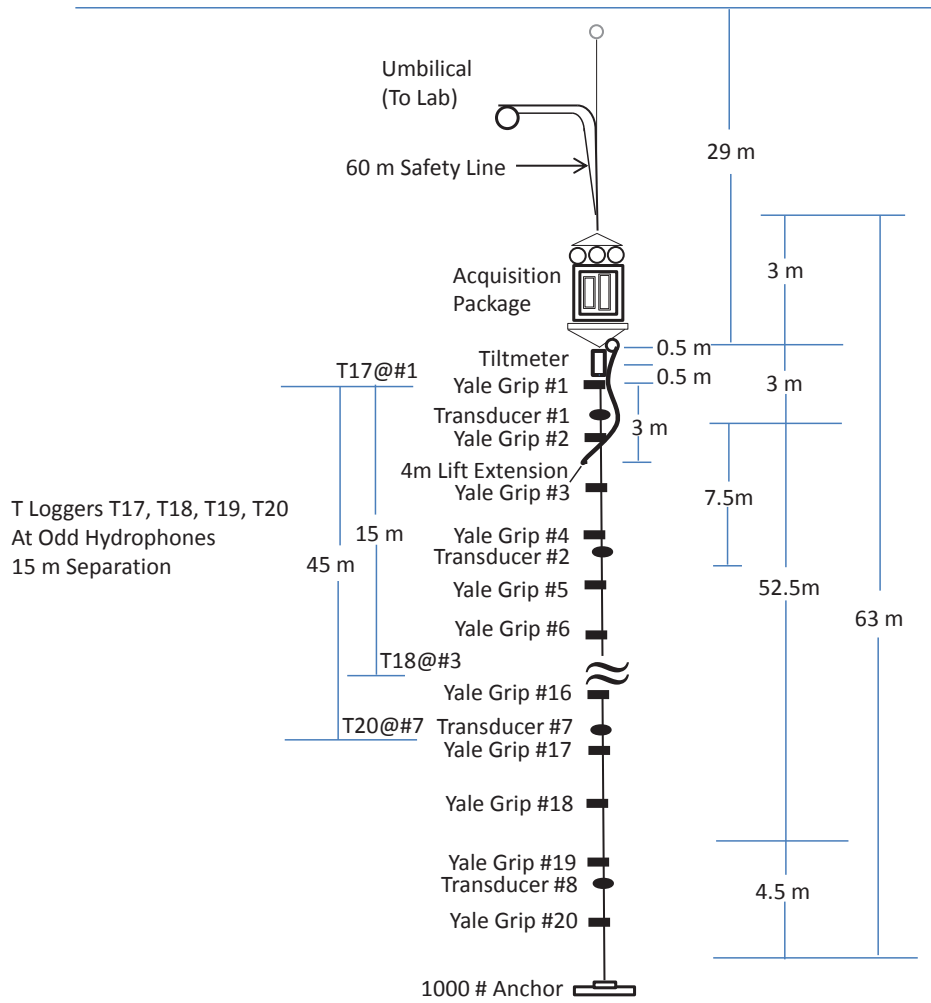 Umbilical
(To Lab)
29 m
60 m Safety Line
3 m
Acquisition
Package
0.5 m
Tiltmeter
T17@#1
0.5 m
Yale Grip #1
3 m
Transducer #1
3 m
Yale Grip #2
4m Lift Extension
Yale Grip #3
7.5m
T Loggers T17, T18, T19, T20
At Odd Hydrophones
15 m Separation
15 m
45 m
Yale Grip #4
Transducer #2
Yale Grip #5
52.5m
63 m
Yale Grip #6
T18@#3
Yale Grip #16
T20@#7
Transducer #7
Yale Grip #17
Yale Grip #18
Yale Grip #19
Transducer #8
4.5 m
Yale Grip #20
1000 # Anchor